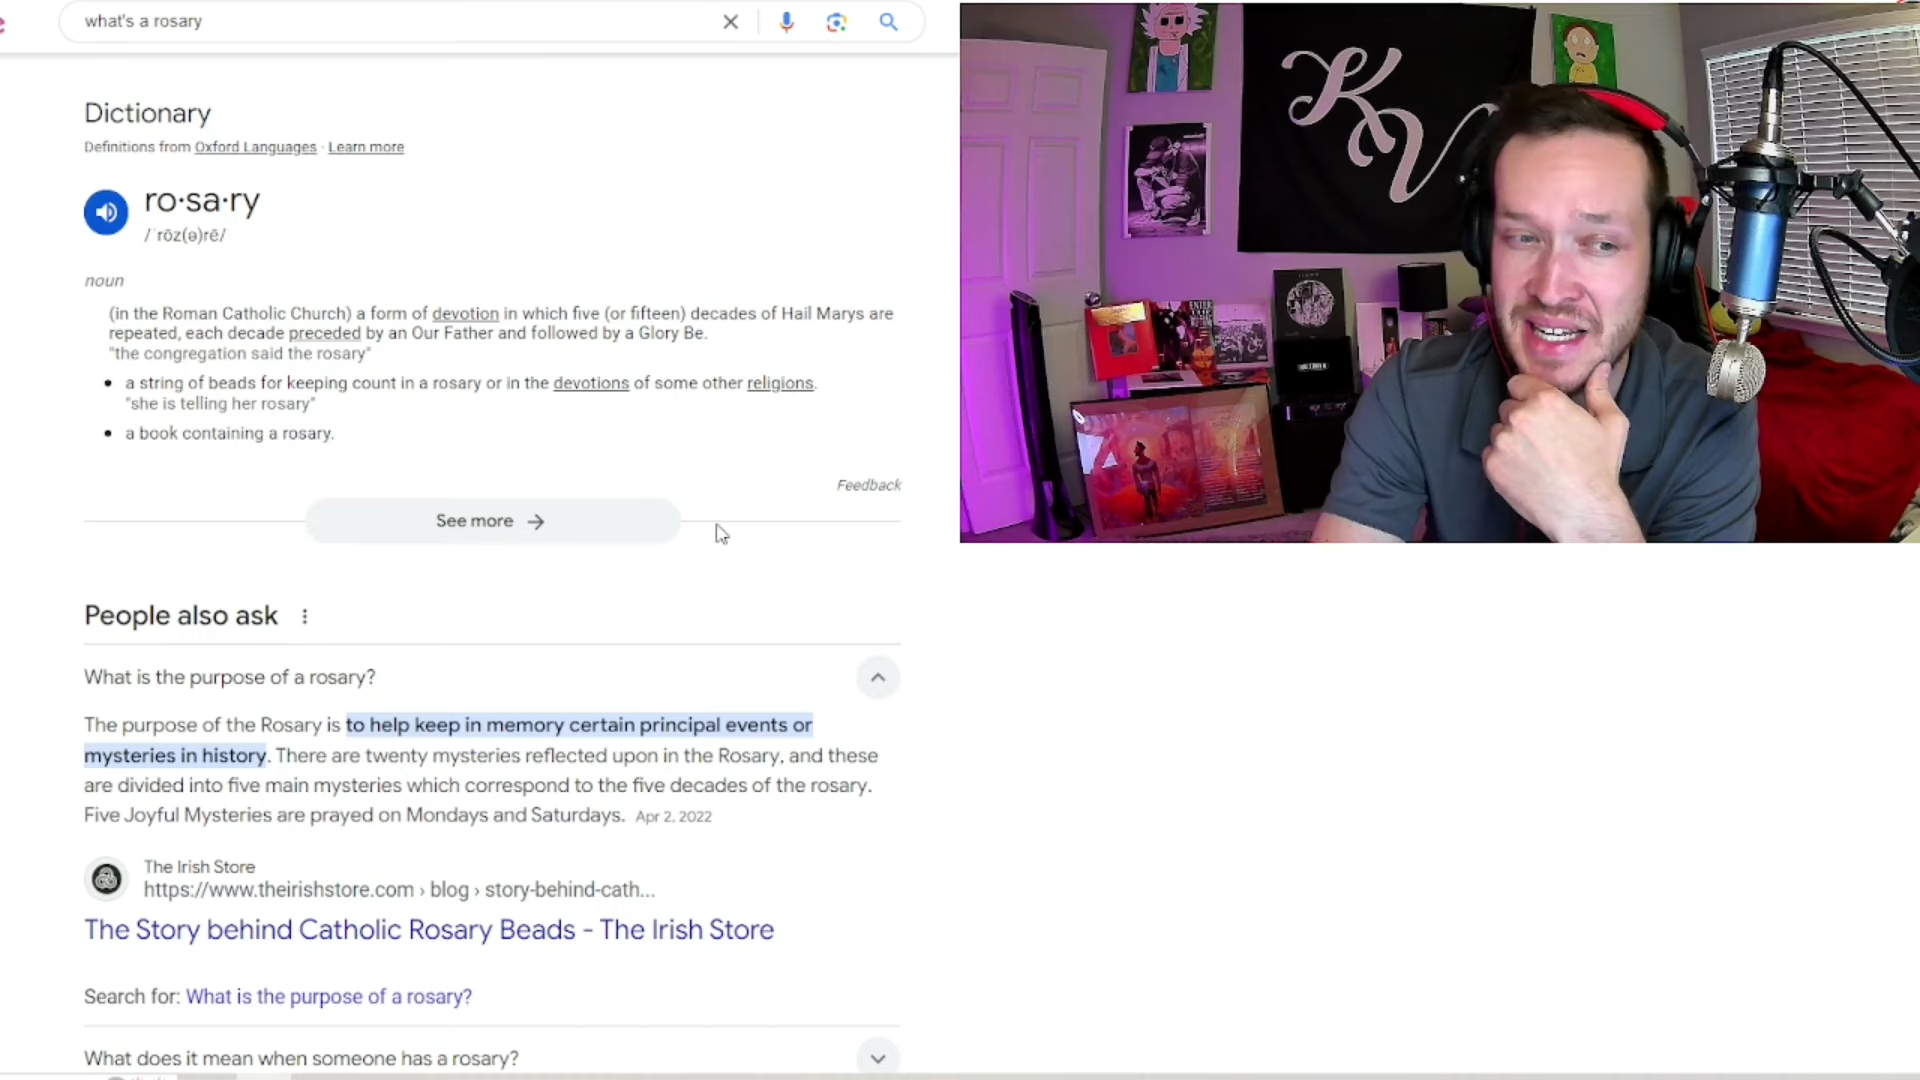 what's a rosary
Dictionary
Definitions from Oxford Languages · Learn more
ro·sa·ry
/ˈrōz(ə)rē/
noun
(in the Roman Catholic Church) a form of devotion in which five (or fifteen) decades of Hail Marys are
repeated, each decade preceded by an Our Father and followed by a Glory Be.
"the congregation said the rosary"
• a string of beads for keeping count in a rosary or in the devotions of some other religions.
"she is telling her rosary"
• a book containing a rosary.
Feedback
See more →
People also ask
What is the purpose of a rosary?
The purpose of the Rosary is to help keep in memory certain principal events or
mysteries in history. There are twenty mysteries reflected upon in the Rosary, and these
are divided into five main mysteries which correspond to the five decades of the rosary.
Five Joyful Mysteries are prayed on Mondays and Saturdays. Apr 2, 2022
The Irish Store
https://www.theirishstore.com › blog › story-behind-cath...
The Story behind Catholic Rosary Beads - The Irish Store
Search for: What is the purpose of a rosary?
What does it mean when someone has a rosary?
KV